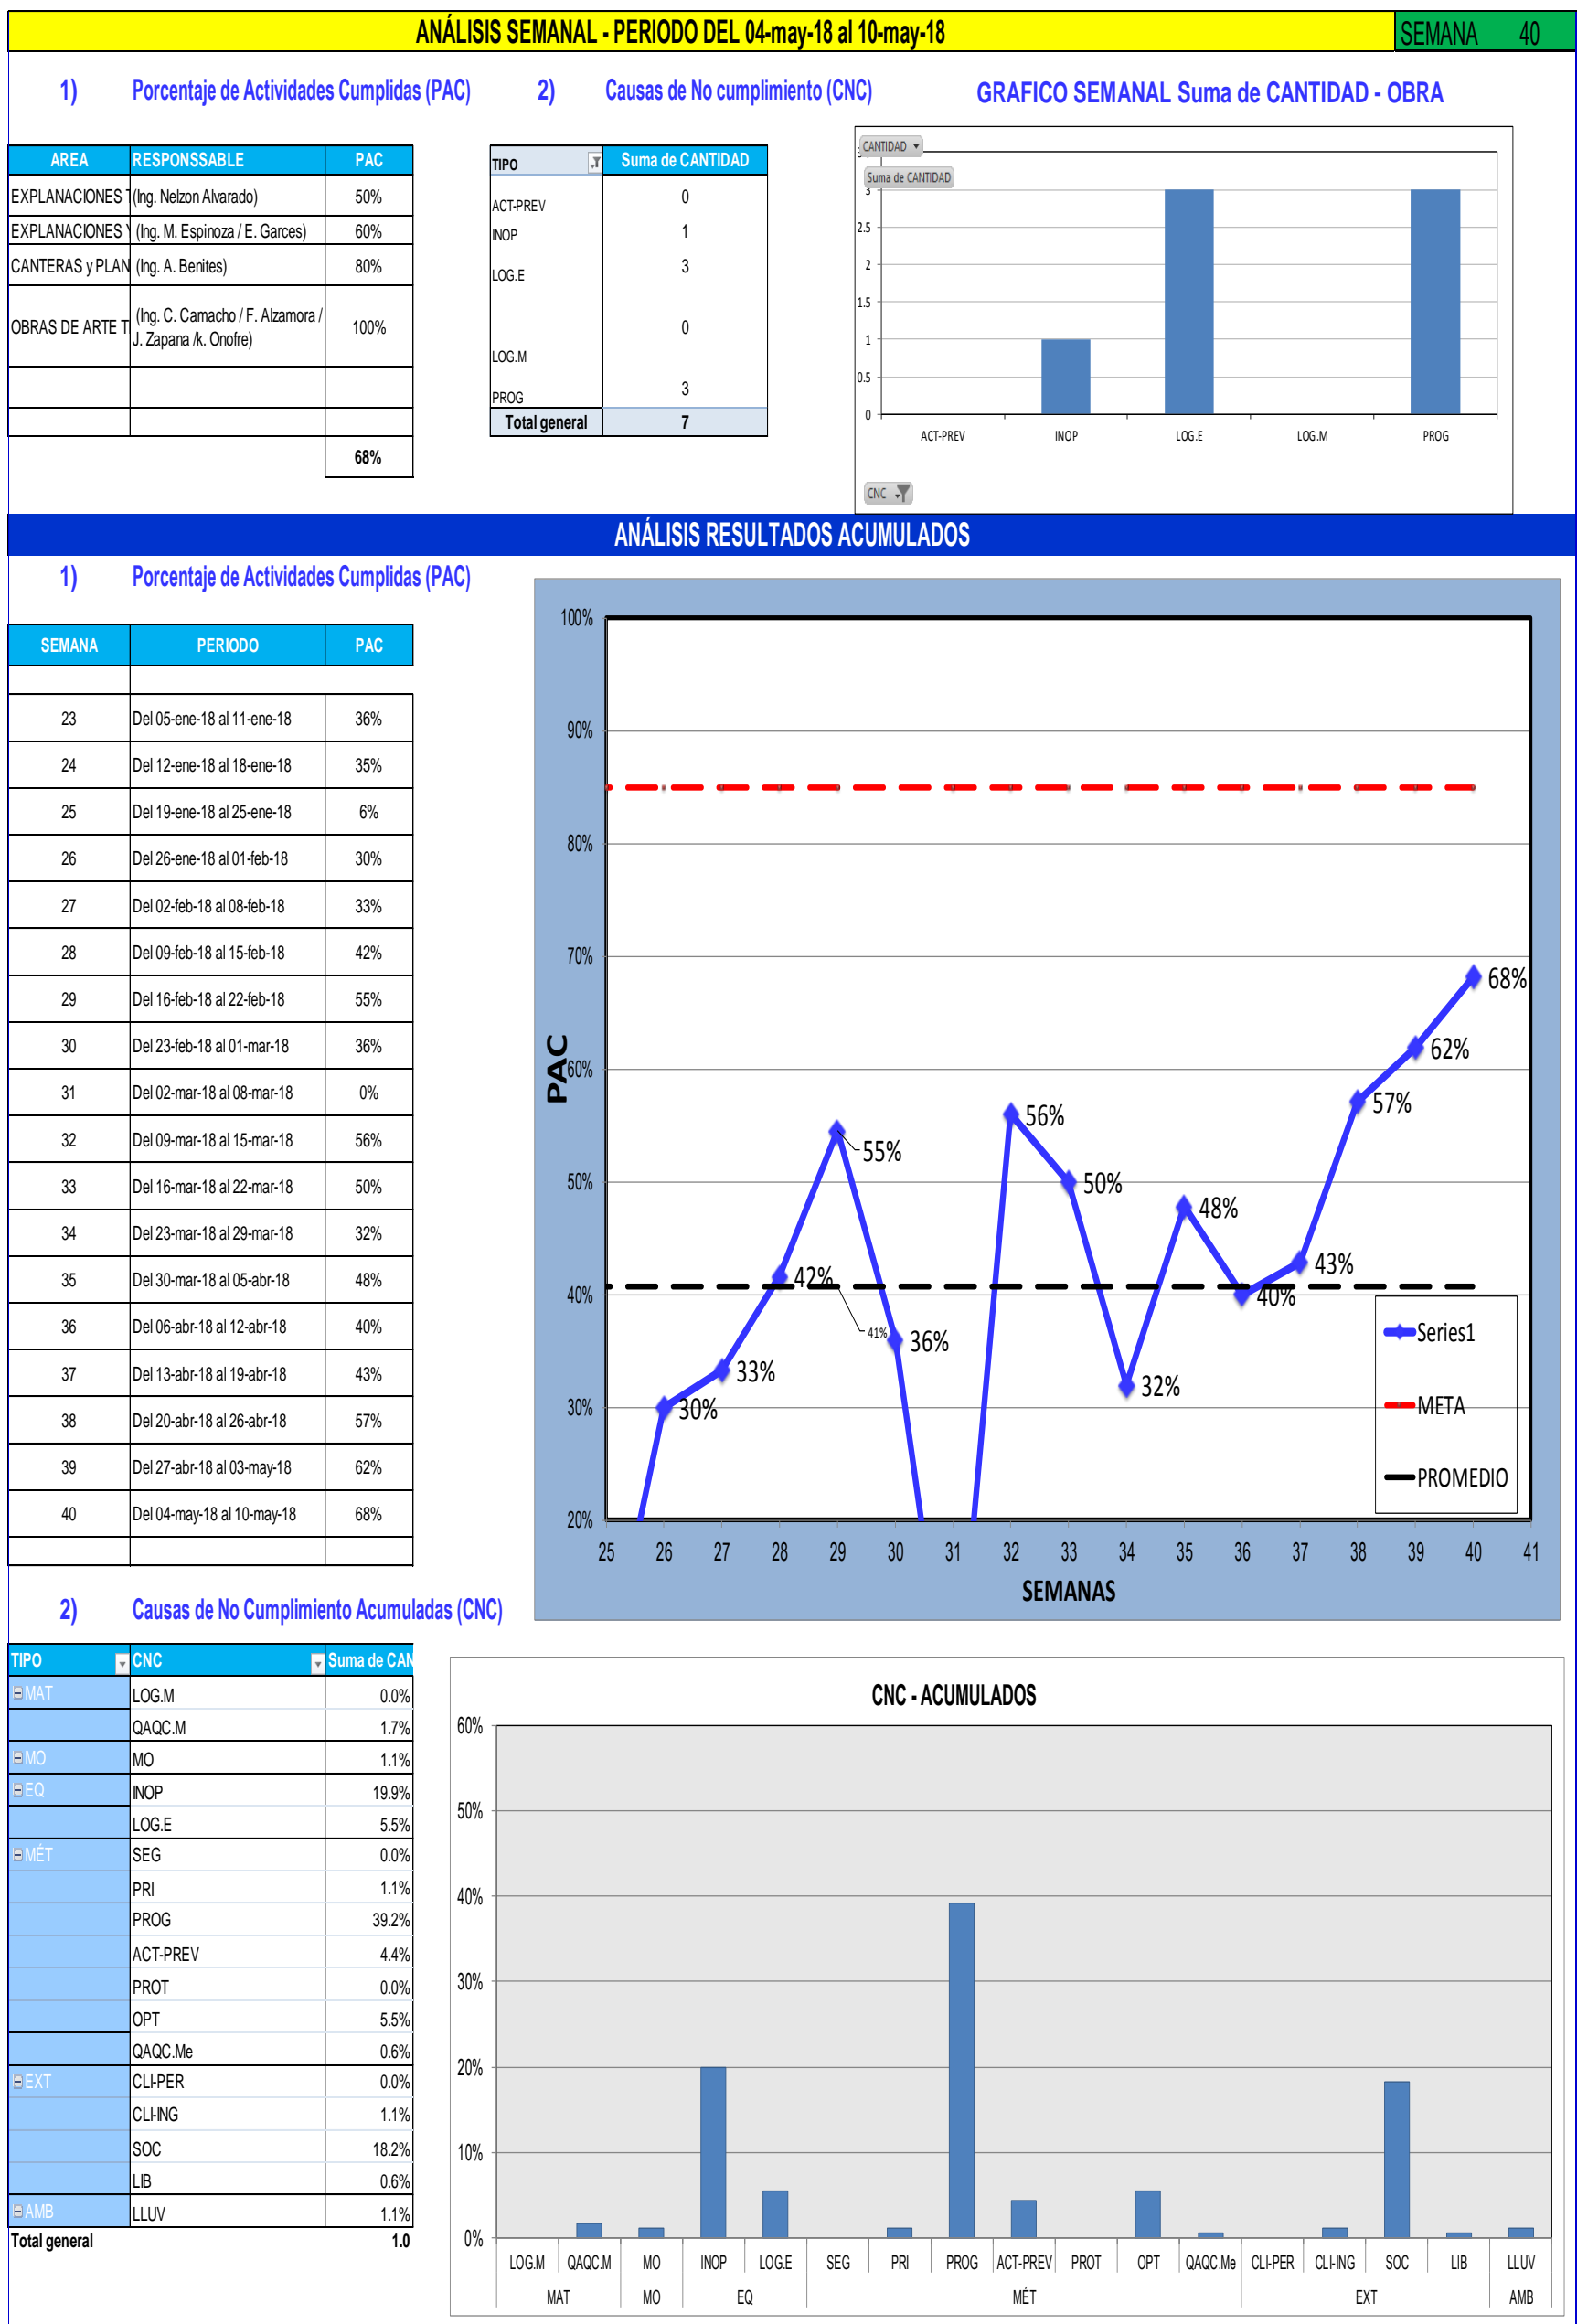 ANÁLISIS SEMANAL - PERIODO DEL 04-may-18 al 10-may-18
SEMANA 40
1) Porcentaje de Actividades Cumplidas (PAC)
2) Causas de No cumplimiento (CNC)
GRAFICO SEMANAL Suma de CANTIDAD - OBRA
AREA RESPONSSABLE PAC
EXPLANACIONES (Ing. Nelzon Alvarado) 50%
EXPLANACIONES (Ing. M. Espinoza / E. Garces) 60%
CANTERAS y PLAN (Ing. A. Benites) 80%
OBRAS DE ARTE T (Ing. C. Camacho / F. Alzamora /
J. Zapana /k. Onofre) 100%
68%
TIPO Suma de CANTIDAD
ACT-PREV 0
INOP 1
LOG.E 3
LOG.M 0
PROG 3
Total general 7
CANTIDAD
Suma de CANTIDAD
3
2.5
2
1.5
1
0.5
0
ACT-PREV INOP LOG.E LOG.M PROG
CNC
ANÁLISIS RESULTADOS ACUMULADOS
1) Porcentaje de Actividades Cumplidas (PAC)
SEMANA PERIODO PAC
23 Del 05-ene-18 al 11-ene-18 36%
24 Del 12-ene-18 al 18-ene-18 35%
25 Del 19-ene-18 al 25-ene-18 6%
26 Del 26-ene-18 al 01-feb-18 30%
27 Del 02-feb-18 al 08-feb-18 33%
28 Del 09-feb-18 al 15-feb-18 42%
29 Del 16-feb-18 al 22-feb-18 55%
30 Del 23-feb-18 al 01-mar-18 36%
31 Del 02-mar-18 al 08-mar-18 0%
32 Del 09-mar-18 al 15-mar-18 56%
33 Del 16-mar-18 al 22-mar-18 50%
34 Del 23-mar-18 al 29-mar-18 32%
35 Del 30-mar-18 al 05-abr-18 48%
36 Del 06-abr-18 al 12-abr-18 40%
37 Del 13-abr-18 al 19-abr-18 43%
38 Del 20-abr-18 al 26-abr-18 57%
39 Del 27-abr-18 al 03-may-18 62%
40 Del 04-may-18 al 10-may-18 68%
PAC
100%
90%
80%
70%
60%
50%
40%
30%
20%
30%
33%
42%
55%
41%
36%
56%
50%
32%
48%
40%
43%
57%
62%
68%
Series1
META
PROMEDIO
25 26 27 28 29 30 31 32 33 34 35 36 37 38 39 40 41
SEMANAS
2) Causas de No Cumplimiento Acumuladas (CNC)
TIPO CNC Suma de CAN
MAT LOG.M 0.0%
QAQC.M 1.7%
MO MO 1.1%
EQ INOP 19.9%
LOG.E 5.5%
MÉT SEG 0.0%
PRI 1.1%
PROG 39.2%
ACT-PREV 4.4%
PROT 0.0%
OPT 5.5%
QAQC.Me 0.6%
EXT CLI-PER 0.0%
CLI-ING 1.1%
SOC 18.2%
LIB 0.6%
AMB LLUV 1.1%
Total general 1.0
CNC - ACUMULADOS
60%
50%
40%
30%
20%
10%
0%
LOG.M QAQC.M MO INOP LOG.E SEG PRI PROG ACT-PREV PROT OPT QAQC.Me CLI-PER CLI-ING SOC LIB LLUV
MAT MO EQ MÉT EXT AMB